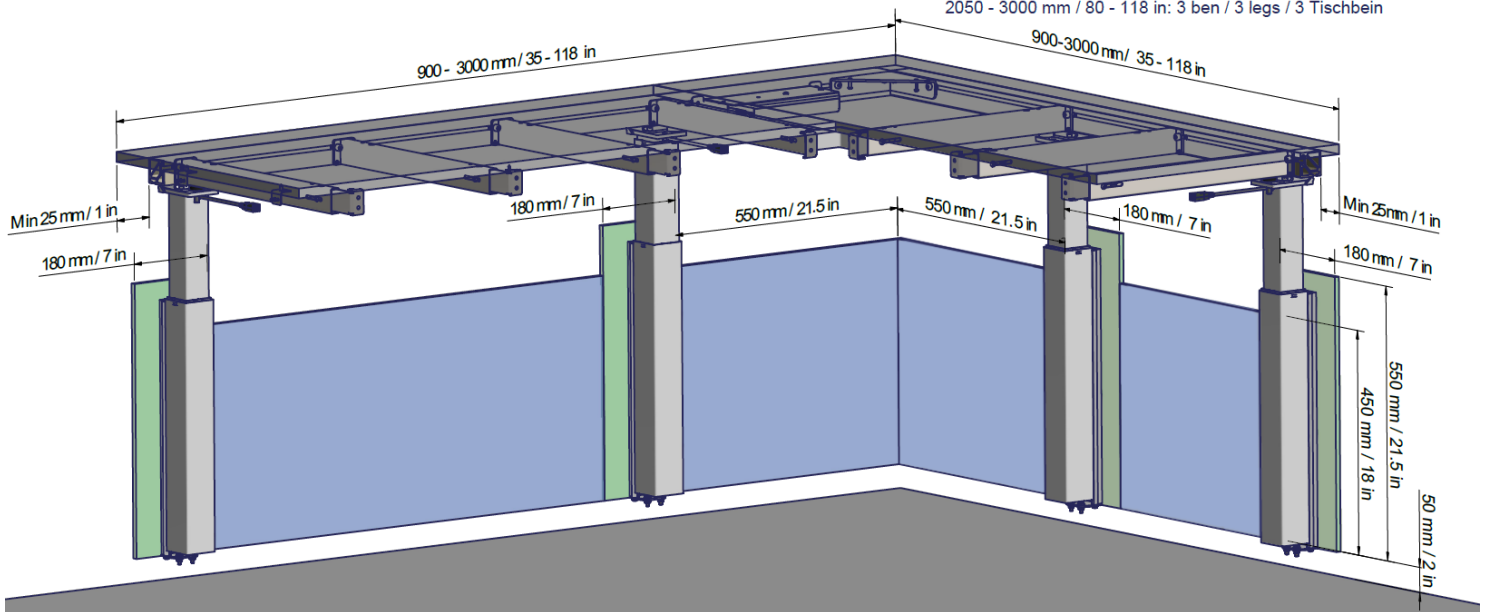 2050 - 3000 mm / 80 - 118 in: 3 ben / 3 legs / 3 Tischbein
900 - 3000 mm / 35 - 118 in
900-3000 mm / 35 - 118 in
Min 25 mm / 1 in
180 mm / 7 in
180 mm / 7 in
550 mm / 21.5 in
550 mm / 21.5 in
180 mm / 7 in
Min 25mm / 1 in
180 mm / 7 in
550 mm / 21.5 in
450 mm / 18 in
50 mm / 2 in